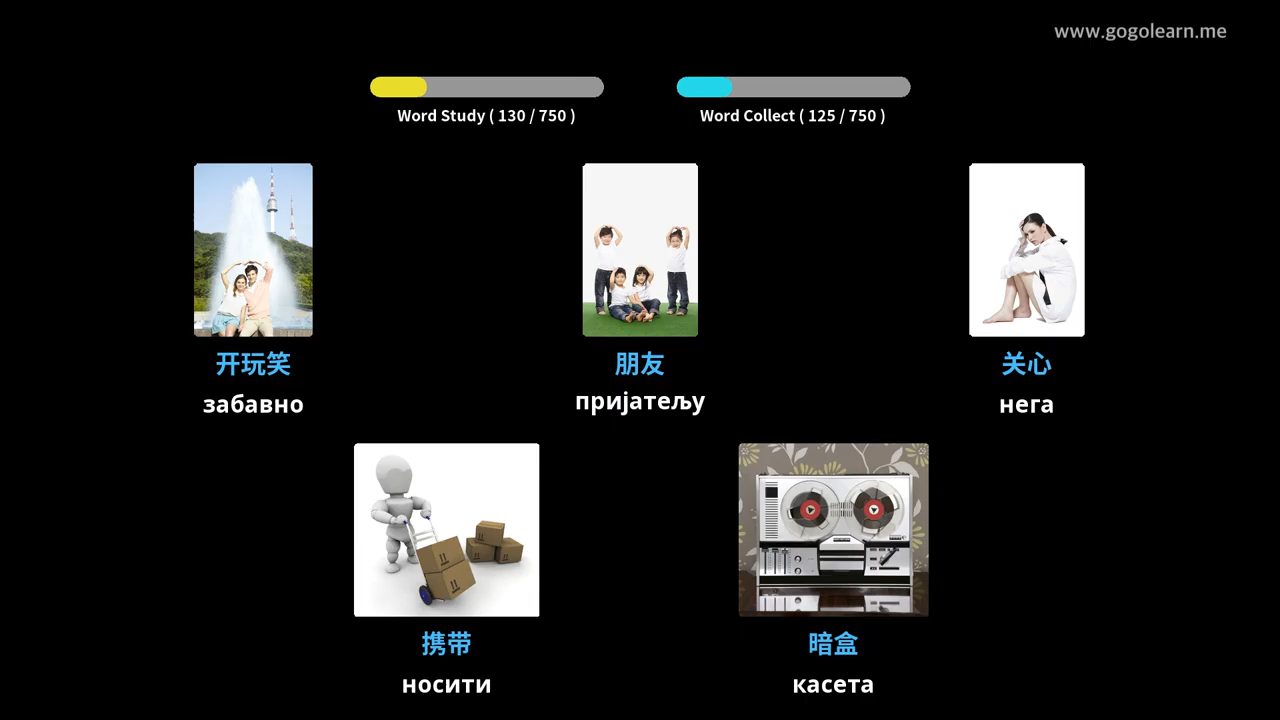 www.gogolearn.me
Word Study ( 130 / 750 )
Word Collect ( 125 / 750 )
开玩笑
забавно
朋友
пријатељу
关心
нега
携带
носити
暗盒
касета